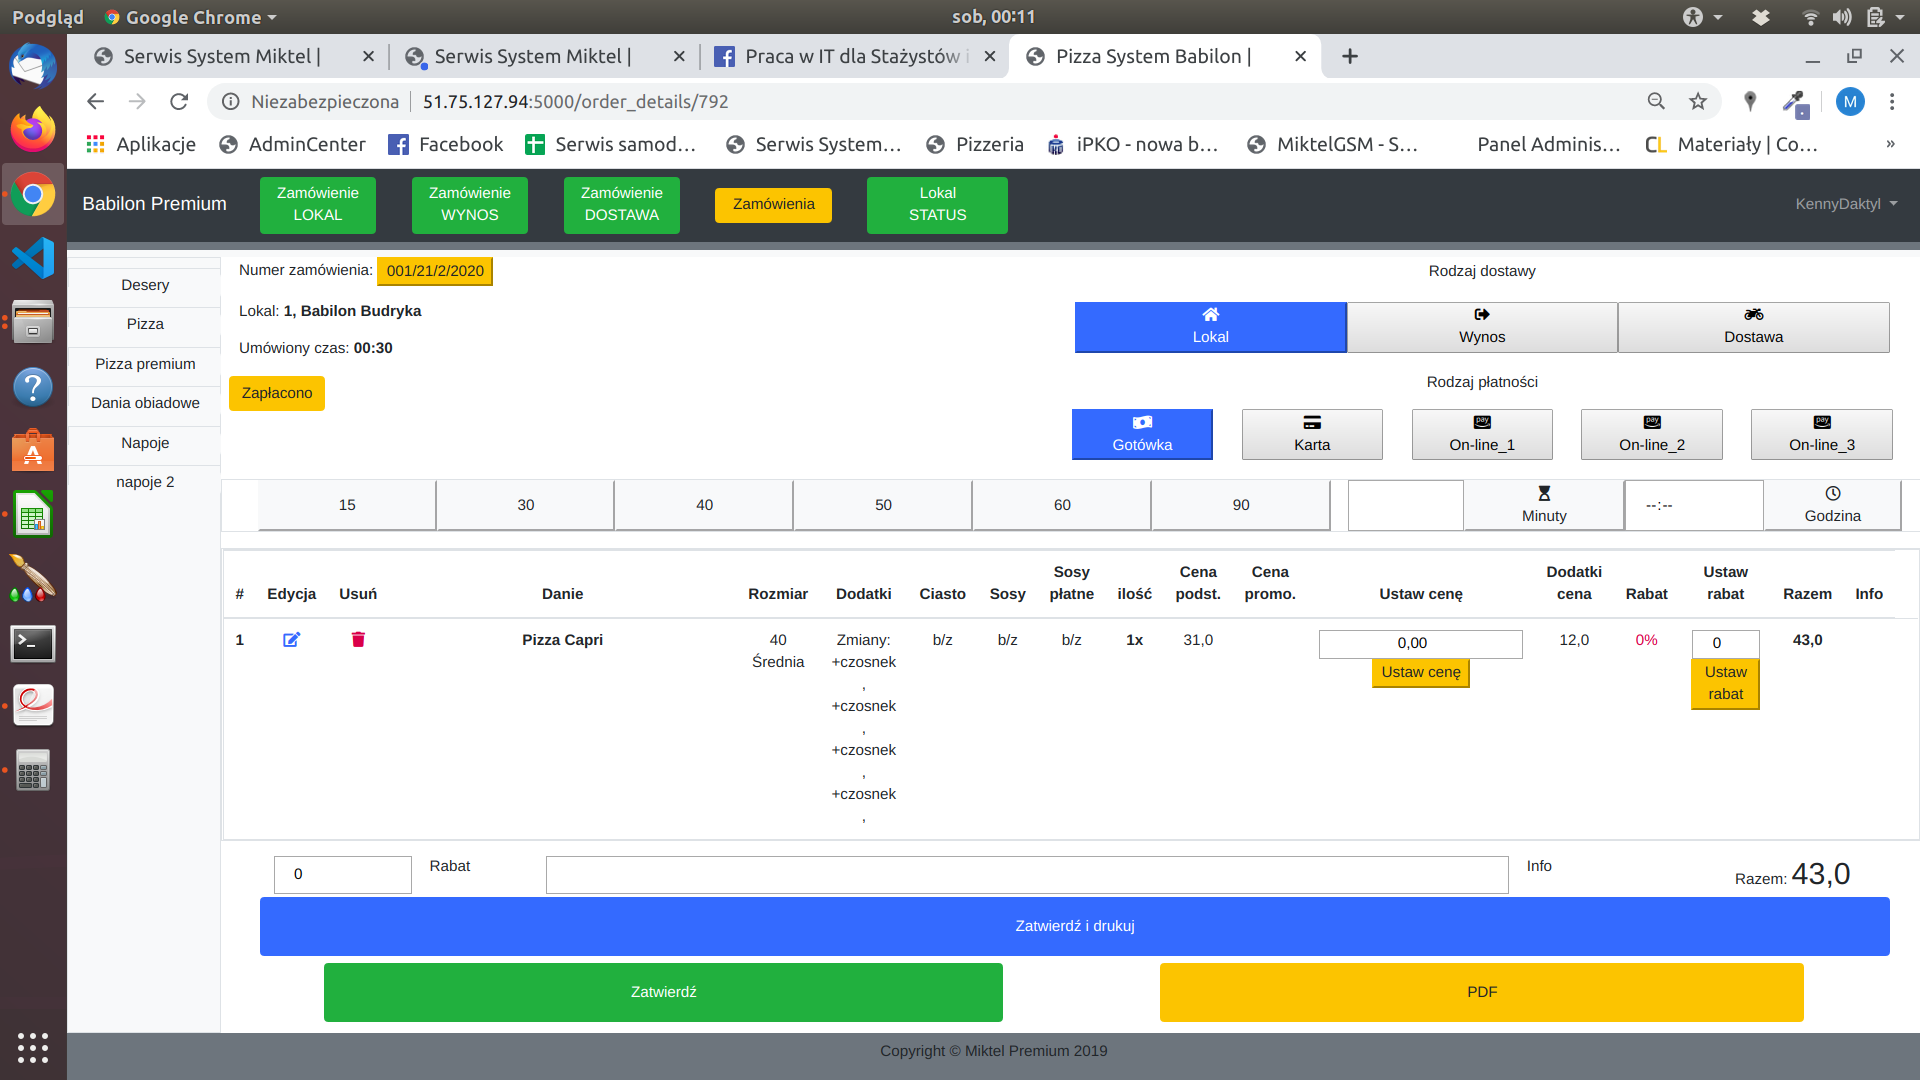 Podgląd Google Chrome sob, 00:11
Serwis System Miktel | Serwis System Miktel | Praca w IT dla Stażystów i Pizza System Babilon |
Niezabezpieczona 51.75.127.94:5000/order_details/792 M
Aplikacje AdminCenter Facebook Serwis samod… Serwis System… Pizzeria iPKO - nowa b… MiktelGSM - S… Panel Adminis… CL Materiały | Co… »
Babilon Premium
Zamówienie
LOKAL
Zamówienie
WYNOS
Zamówienie
DOSTAWA
Zamówienia
Lokal
STATUS
KennyDaktyl
Desery
Pizza
Pizza premium
Dania obiadowe
Napoje
napoje 2
Numer zamówienia: 001/21/2/2020
Lokal: 1, Babilon Budryka
Umówiony czas: 00:30
Zapłacono
Rodzaj dostawy
Lokal Wynos Dostawa
Rodzaj płatności
pay pay pay
Gotówka Karta On-line_1 On-line_2 On-line_3
15 30 40 50 60 90 Minuty --:-- Godzina
# Edycja Usuń Danie Rozmiar Dodatki Ciasto Sosy Sosy płatne ilość Cena podst. Cena promo. Ustaw cenę Dodatki cena Rabat Ustaw rabat Razem Info
1 Pizza Capri 40 Zmiany: b/z b/z b/z 1x 31,0 0,00 12,0 0% 0 43,0
Średnia +czosnek Ustaw cenę Ustaw
, rabat
+czosnek
,
+czosnek
,
+czosnek
,
0 Rabat Info Razem: 43,0
Zatwierdź i drukuj
Zatwierdź PDF
Copyright © Miktel Premium 2019